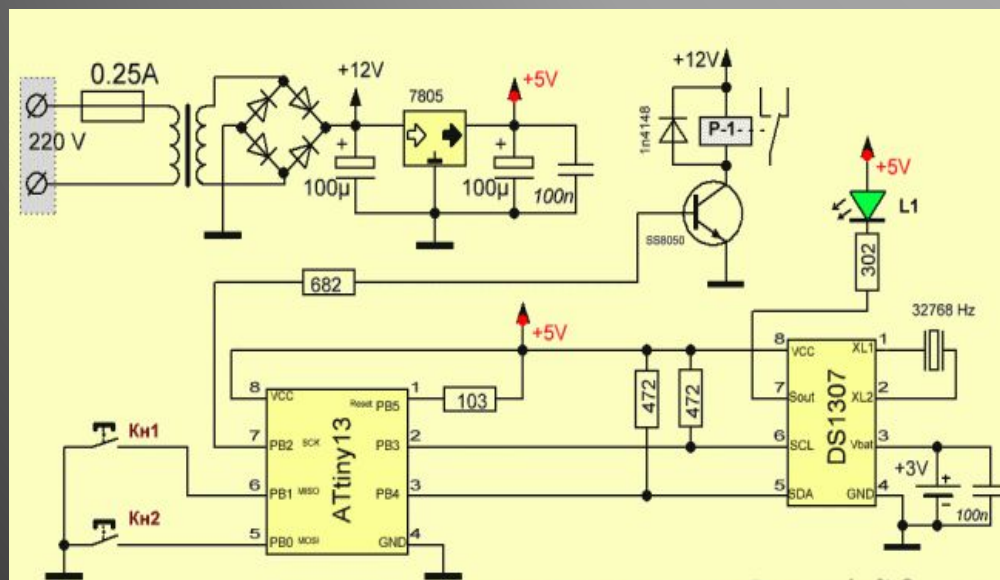 0.25A
220 V
+12V
7805
+5V
+
100µ
+
100µ
100n
+12V
1n4148
P-1
SS8050
+5V
L1
302
682
32768 Hz
+5V
8
VCC
7
PB2
SCK
6
PB1
MISO
5
PB0
MOSI
ATtiny13
1
Reset
PB5
2
PB3
3
PB4
4
GND
103
472
472
Кн1
Кн2
8
VCC
7
Sout
6
SCL
5
SDA
DS1307
1
XL1
2
XL2
3
Vbat
4
GND
+3V
+
-
100n